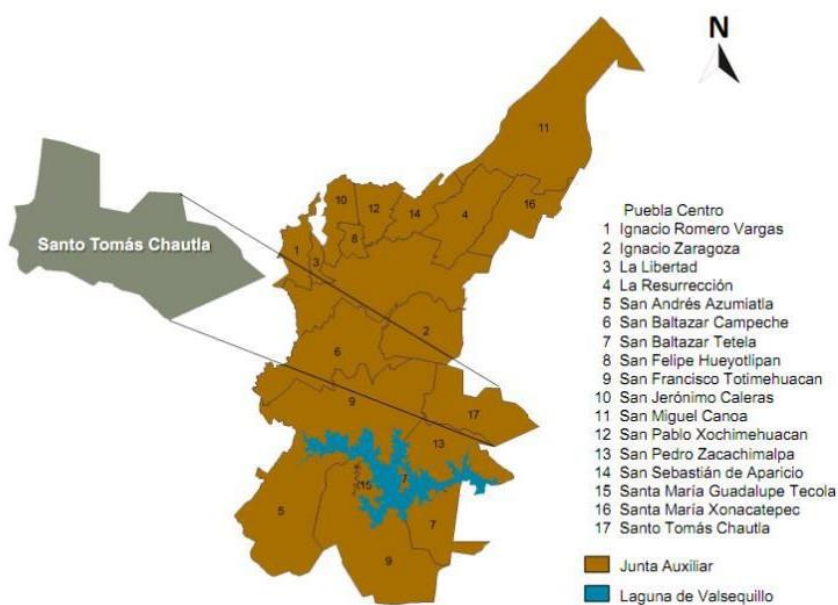 N
11
10
12
14
4
16
8
1
3
Santo Tomás Chautla
2
6
9
17
13
15
7
5
7
9
Puebla Centro
1 Ignacio Romero Vargas
2 Ignacio Zaragoza
3 La Libertad
4 La Resurrección
5 San Andrés Azumiatla
6 San Baltazar Campeche
7 San Baltazar Tetela
8 San Felipe Hueyotlipan
9 San Francisco Totimehuacan
10 San Jerónimo Caleras
11 San Miguel Canoa
12 San Pablo Xochimehuacan
13 San Pedro Zacachimalpa
14 San Sebastián de Aparicio
15 Santa María Guadalupe Tecola
16 Santa María Xonacatepec
17 Santo Tomás Chautla
Junta Auxiliar
Laguna de Valsequillo